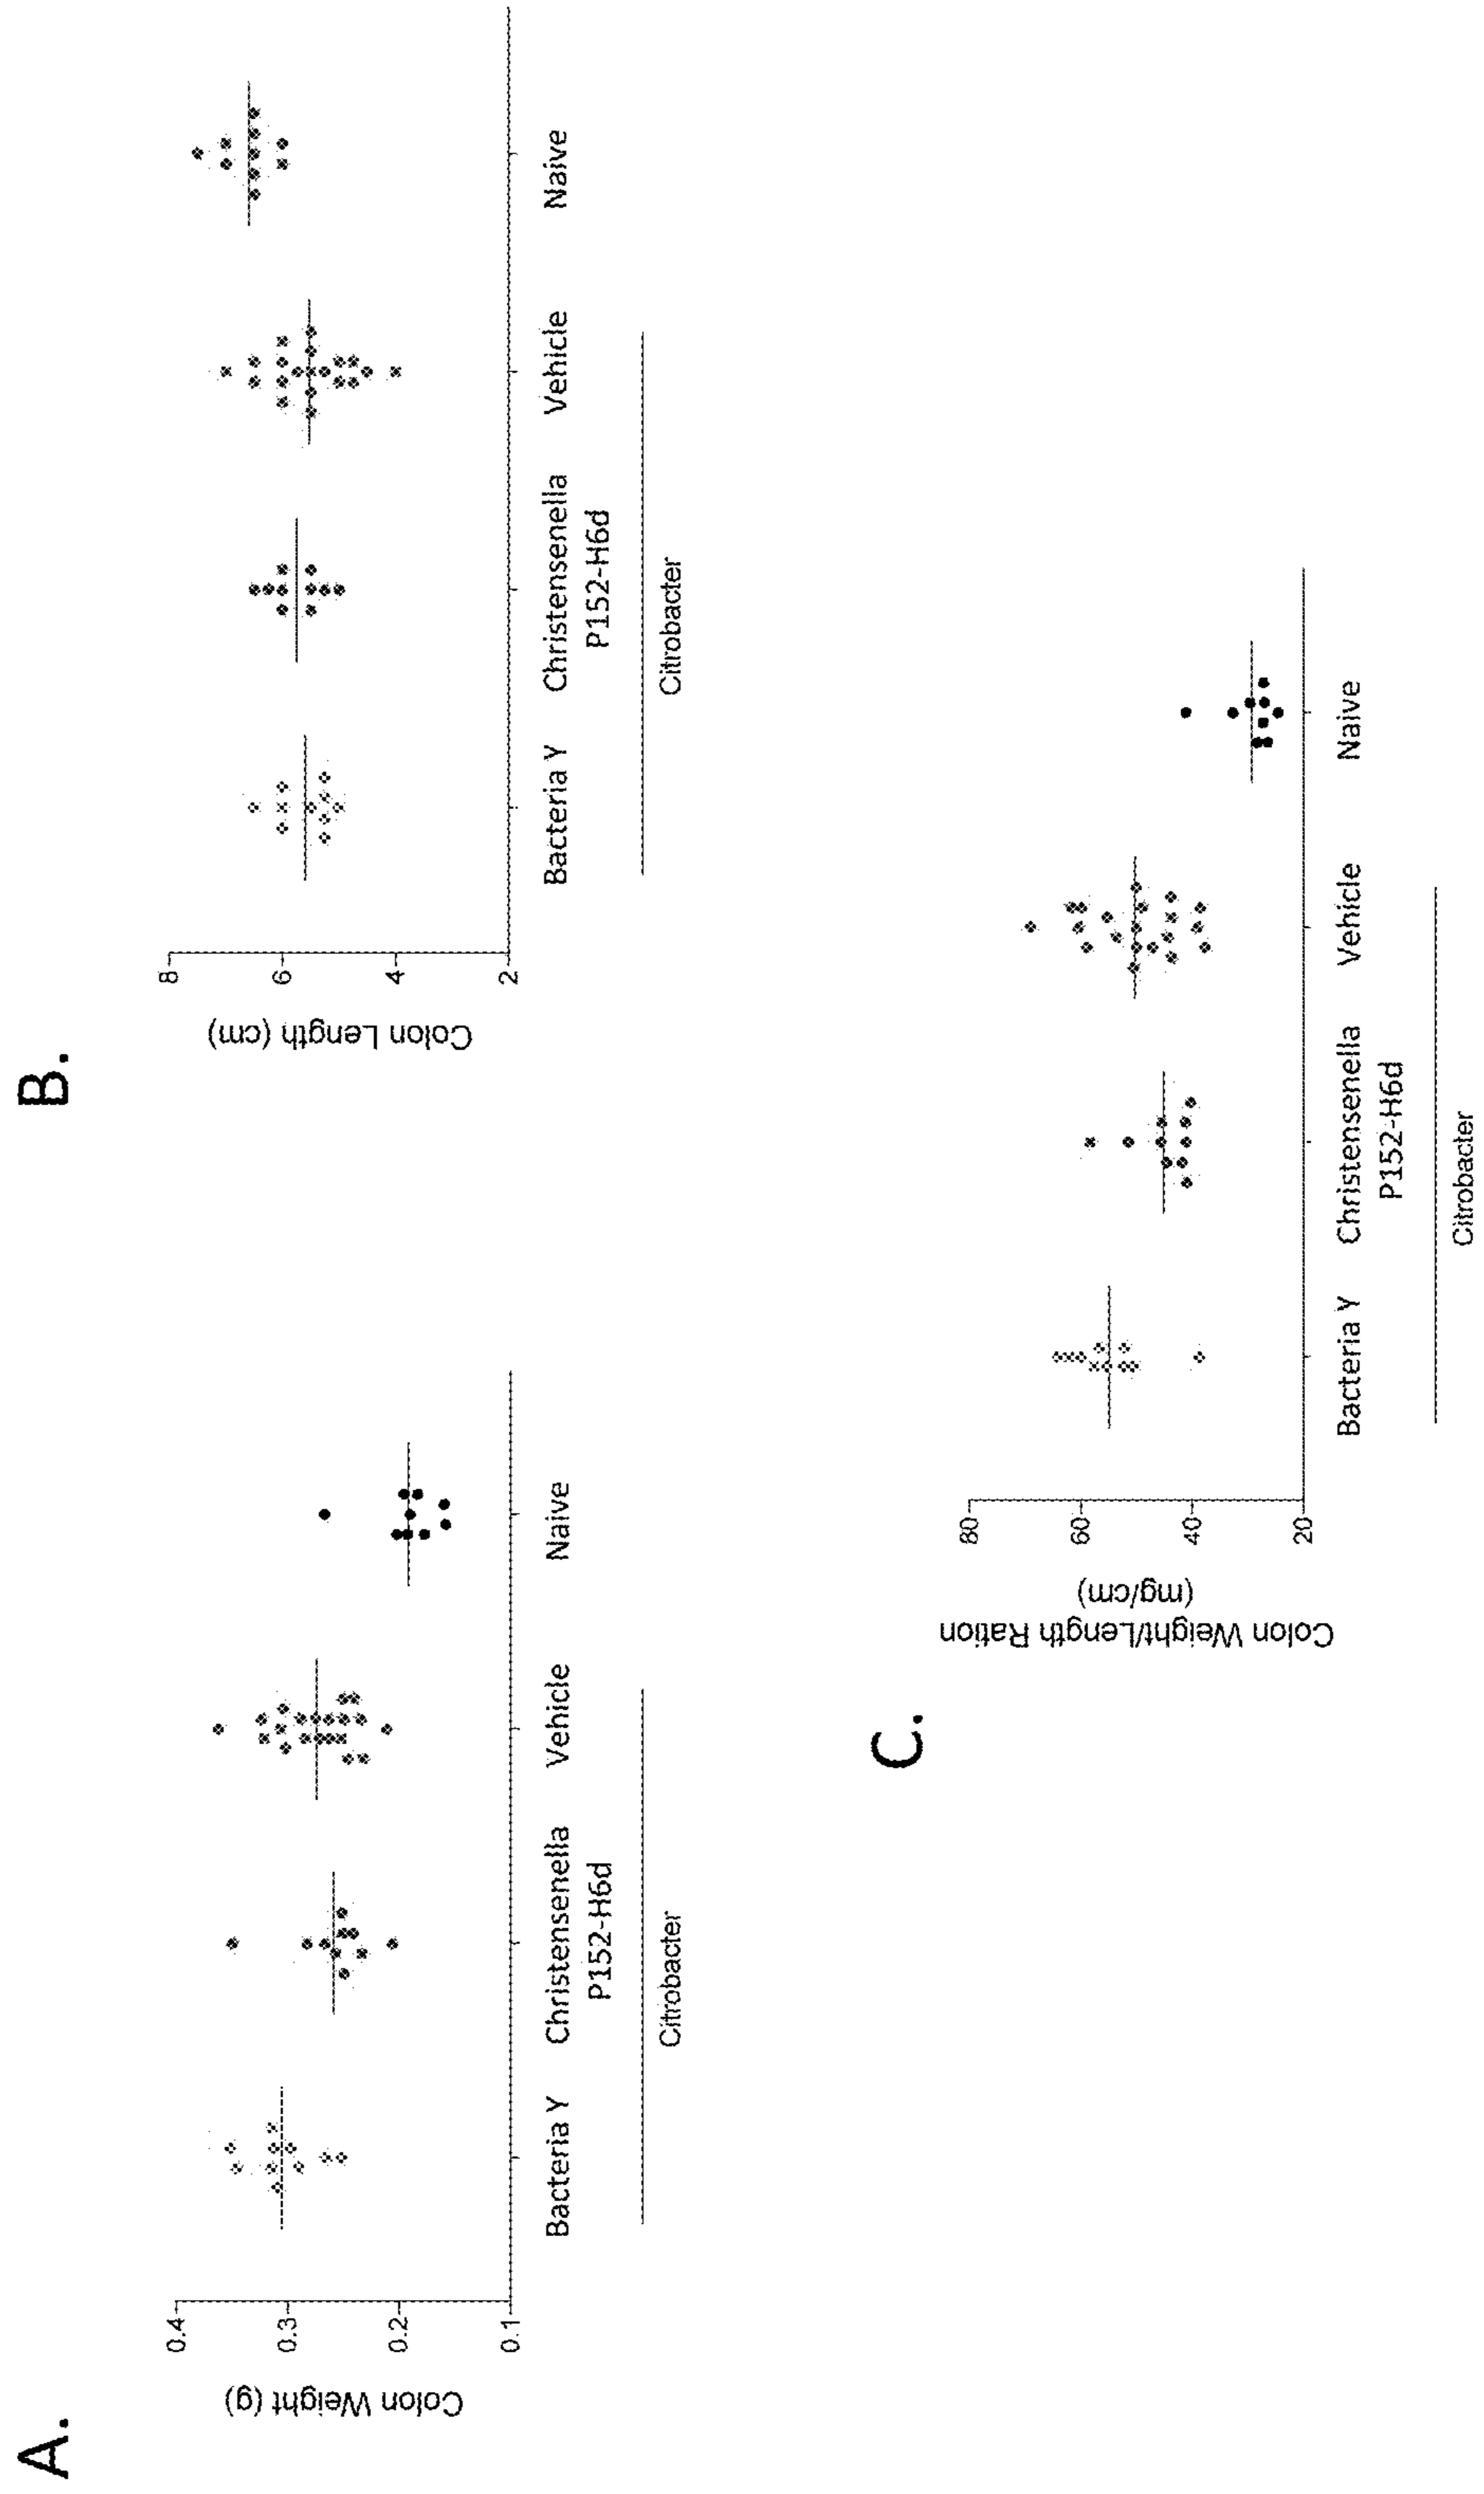 A.
Colon Weight (g)
0.4
0.3
0.2
0.1
Bacteria Y
Christensenella
P152-H6d
Vehicle
Naive
Citrobacter
B.
Colon Length (cm)
8
6
4
2
Bacteria Y
Christensenella
P152-H6d
Vehicle
Naive
Citrobacter
C.
Colon Weight/Length Ration
(mg/cm)
80
60
40
20
Bacteria Y
Christensenella
P152-H6d
Vehicle
Naive
Citrobacter